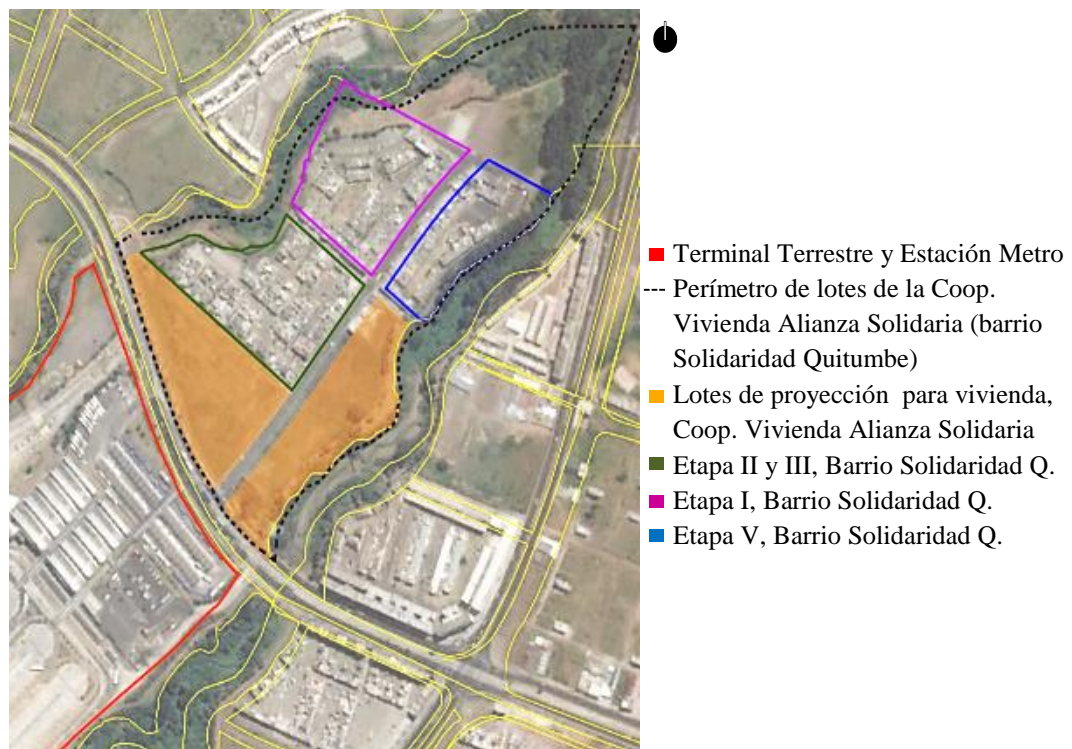 Terminal Terrestre y Estación Metro
Perímetro de lotes de la Coop.
Vivienda Alianza Solidaria (barrio
Solidaridad Quitumbe)
Lotes de proyección para vivienda,
Coop. Vivienda Alianza Solidaria
Etapa II y III, Barrio Solidaridad Q.
Etapa I, Barrio Solidaridad Q.
Etapa V, Barrio Solidaridad Q.